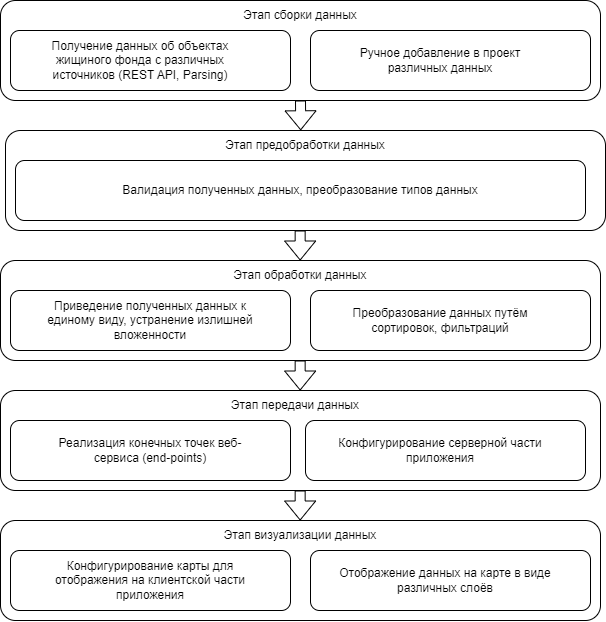 Этап сборки данных
Получение данных об объектах
жищиного фонда с различных
источников (REST API, Parsing)
Ручное добавление в проект
различных данных
Этап предобработки данных
Валидация полученных данных, преобразование типов данных
Этап обработки данных
Приведение полученных данных к
единому виду, устранение излишней
вложенности
Преобразование данных путём
сортировок, фильтраций
Этап передачи данных
Реализация конечных точек веб-
сервиса (end-points)
Конфигурирование серверной части
приложения
Этап визуализации данных
Конфигурирование карты для
отображения на клиентской части
приложения
Отображение данных на карте в виде
различных слоёв